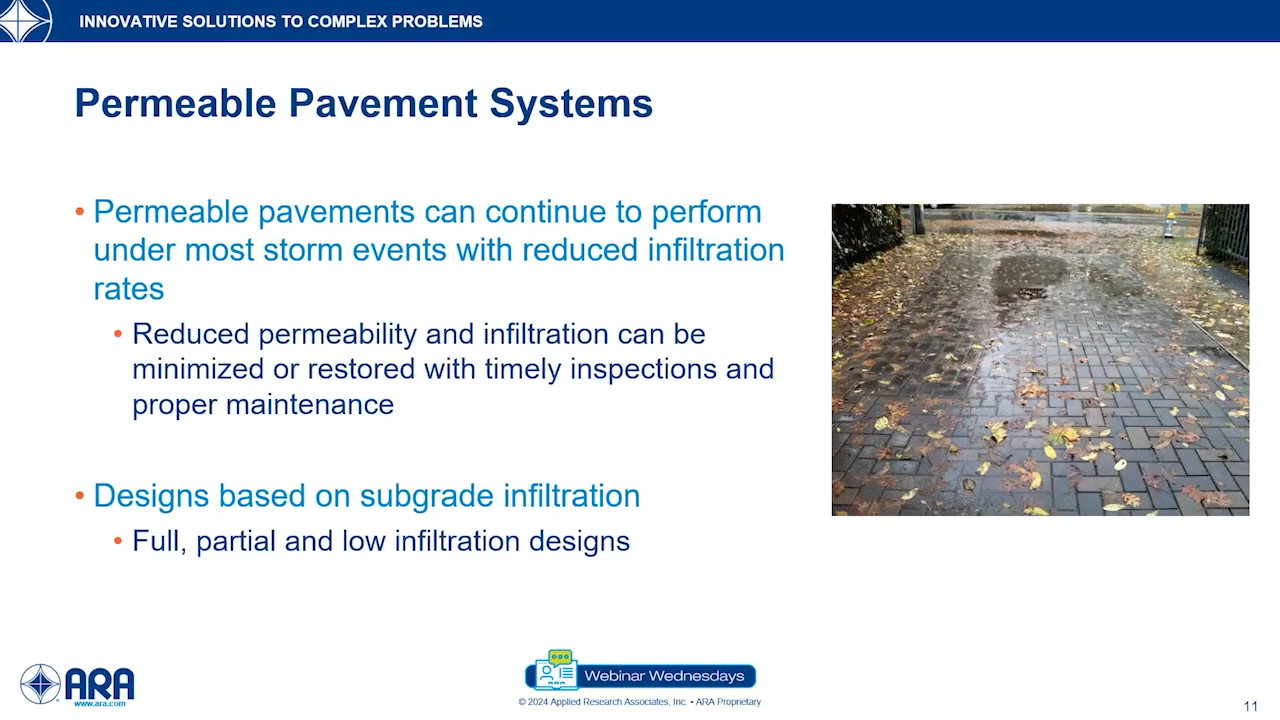 INNOVATIVE SOLUTIONS TO COMPLEX PROBLEMS
Permeable Pavement Systems
• Permeable pavements can continue to perform
under most storm events with reduced infiltration
rates
• Reduced permeability and infiltration can be
minimized or restored with timely inspections and
proper maintenance
• Designs based on subgrade infiltration
• Full, partial and low infiltration designs
ARA
www.ara.com
Webinar Wednesdays
© 2024 Applied Research Associates, Inc. • ARA Proprietary
11